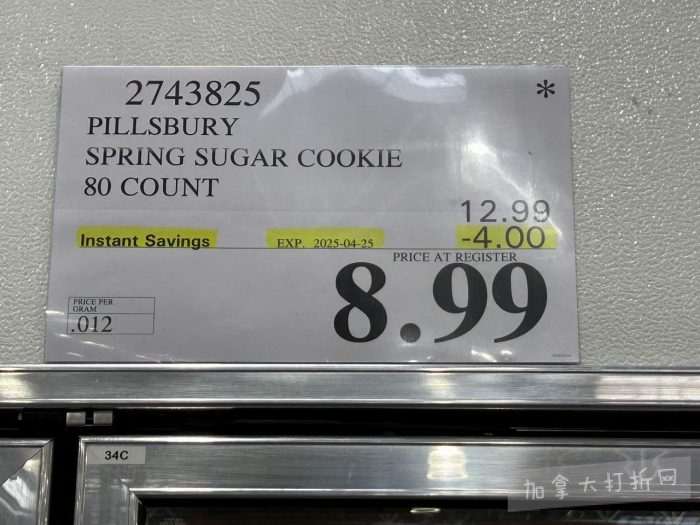 2743825
*
PILLSBURY
SPRING SUGAR COOKIE
80 COUNT
12.99
Instant Savings EXP. 2025-04-25 -4.00
PRICE AT REGISTER
8.99
PRICE PER
GRAM
.012
34C
加拿大打折网